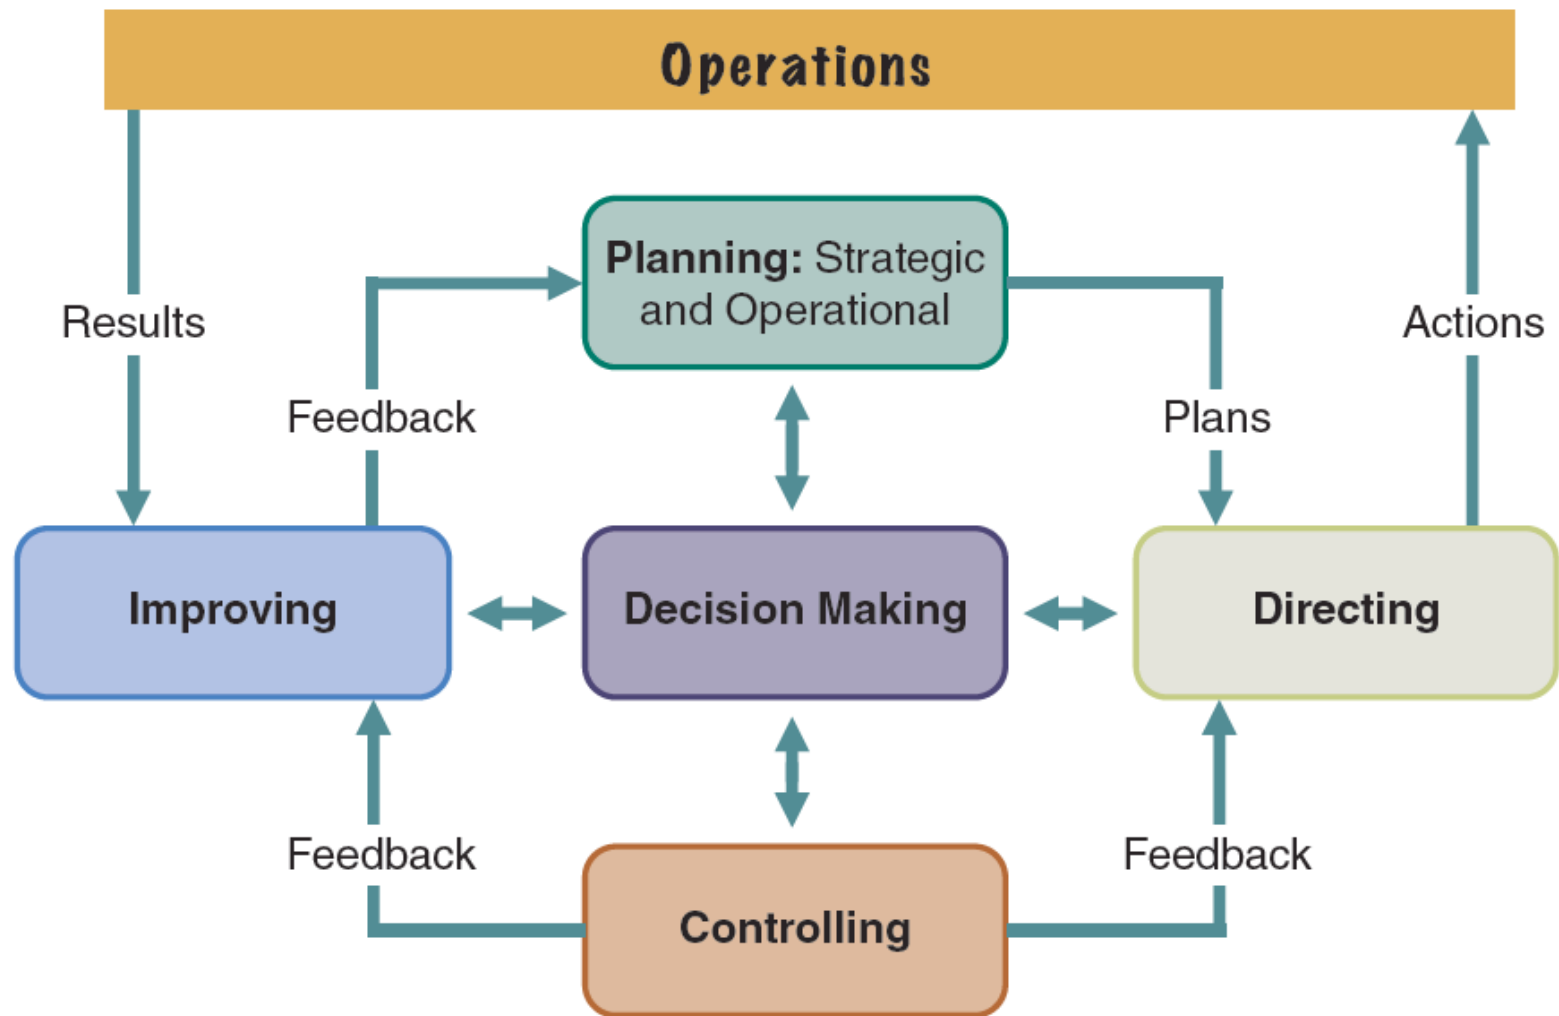 Operations
Planning: Strategic
and Operational
Results
Actions
Feedback
Plans
Improving
Decision Making
Directing
Feedback
Feedback
Controlling